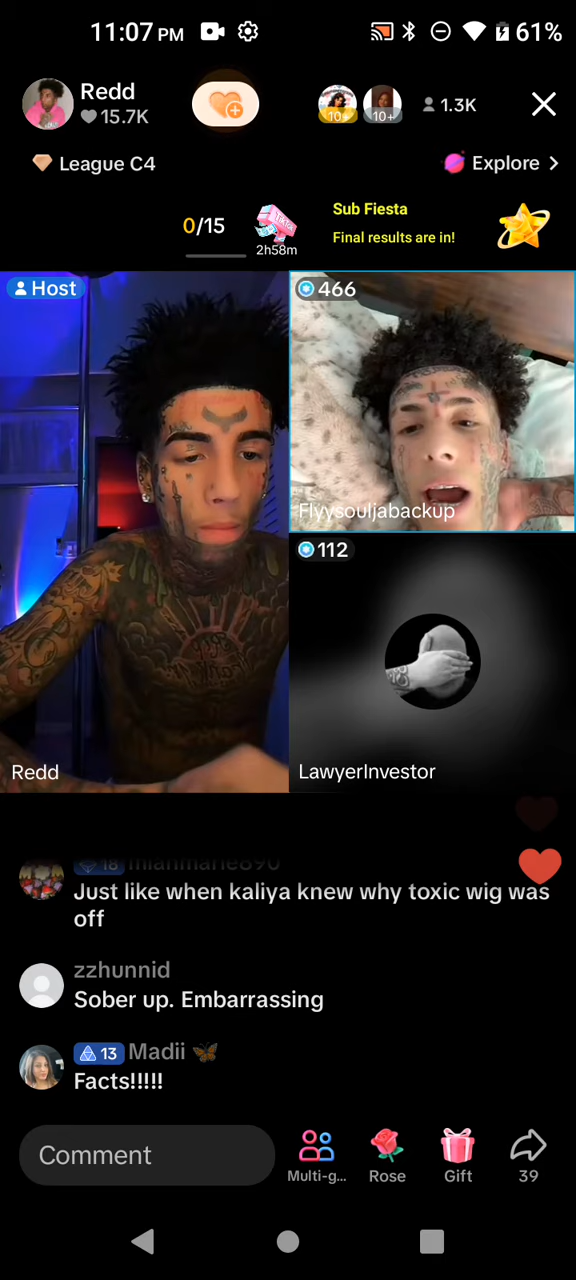 11:07 PM
61%
Redd
15.7K
10+
10+
1.3K
League C4
Explore
0/15
2h58m
Sub Fiesta
Final results are in!
Host
466
Flyysouljabackup
112
Redd
LawyerInvestor
18 mianmarie890
Just like when kaliya knew why toxic wig was
off
zzhunnid
Sober up. Embarrassing
13 Madii
Facts!!!!!
Comment
Multi-g...
Rose
Gift
39